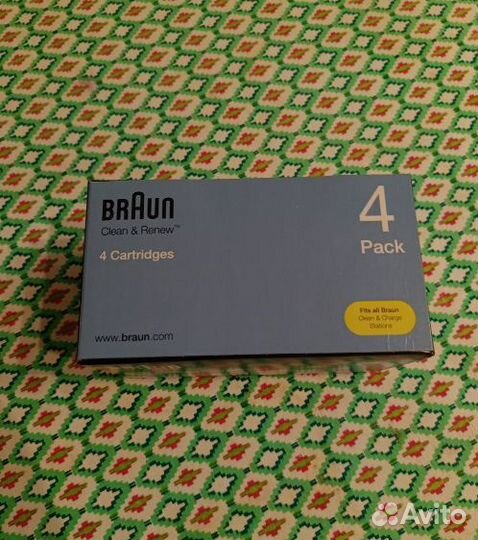 BRAUN
Clean & Renew™
4 Cartridges
4
Pack
Fits all Braun
Clean & Charge
Stations
www.braun.com
Avito